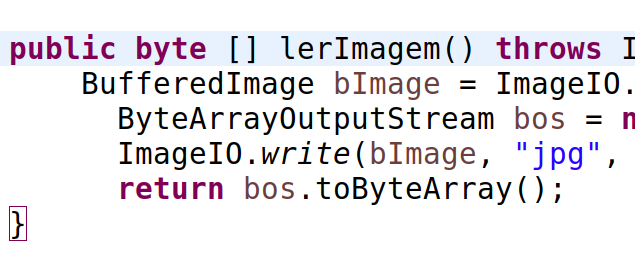 public byte [] lerImagem() throws I
BufferedImage bImage = ImageIO.
ByteArrayOutputStream bos = n
ImageIO.write(bImage, "jpg",
return bos.toByteArray();
}